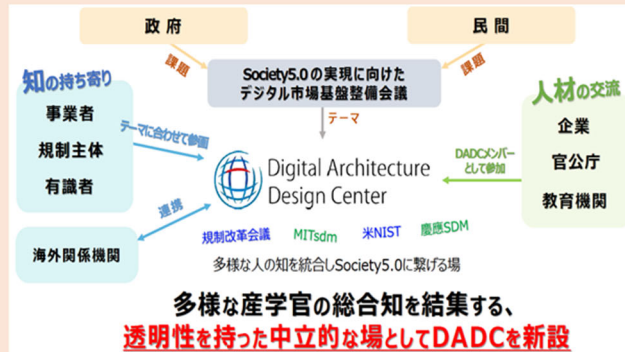 政府
民間
課題
課題
Society5.0の実現に向けた
デジタル市場基盤整備会議
テーマ
知の持ち寄り
事業者
規制主体
有識者
テーマに合わせて参画
連携
海外関係機関
Digital Architecture
Design Center
人材の交流
企業
官公庁
教育機関
DADCメンバー
として参加
規制改革会議 MITsdm 米NIST 慶應SDM
多様な人の知を統合しSociety5.0に繋げる場
多様な産学官の総合知を結集する、
透明性を持った中立的な場としてDADCを新設